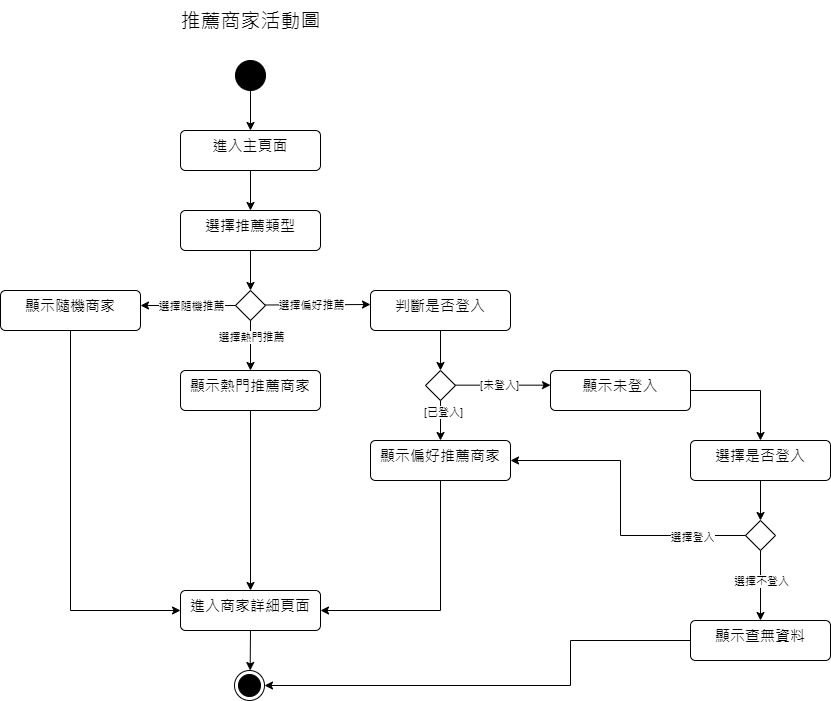 推薦商家活動圖
進入主頁面
選擇推薦類型
顯示隨機商家
選擇隨機推薦
選擇偏好推薦
判斷是否登入
選擇熱門推薦
顯示熱門推薦商家
[未登入]
顯示未登入
[已登入]
顯示偏好推薦商家
選擇是否登入
選擇登入
選擇不登入
進入商家詳細頁面
顯示查無資料